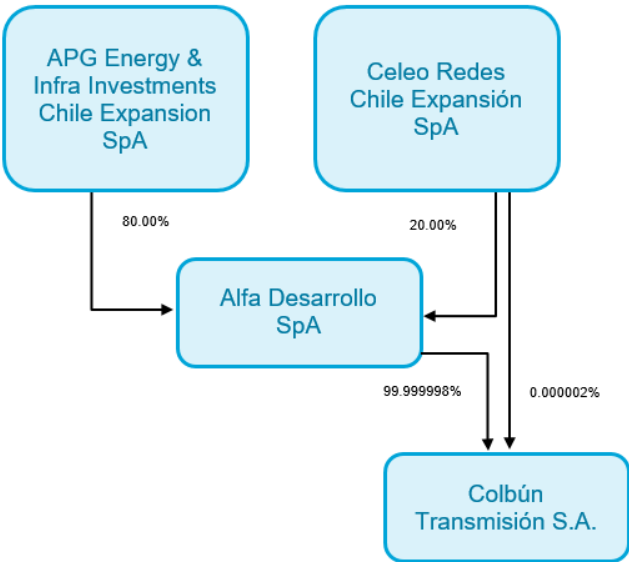 APG Energy &
Infra Investments
Chile Expansion
SpA
Celeo Redes
Chile Expansión
SpA
80.00%
20.00%
Alfa Desarrollo
SpA
99.999998%
0.000002%
Colbún
Transmisión S.A.